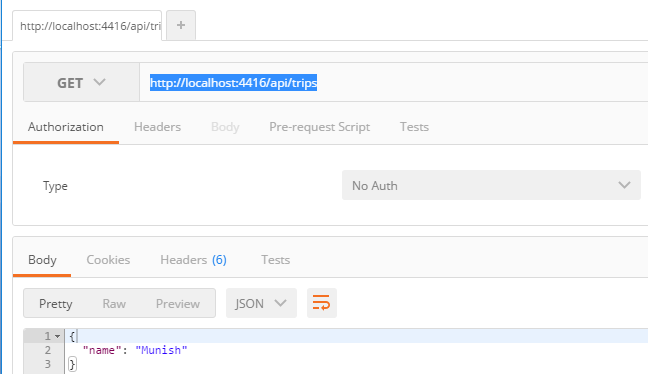 http://localhost:4416/api/tri
+
GET http://localhost:4416/api/trips
Authorization Headers Body Pre-request Script Tests
Type No Auth
Body Cookies Headers (6) Tests
Pretty Raw Preview JSON
1 {
2 "name": "Munish"
3 }